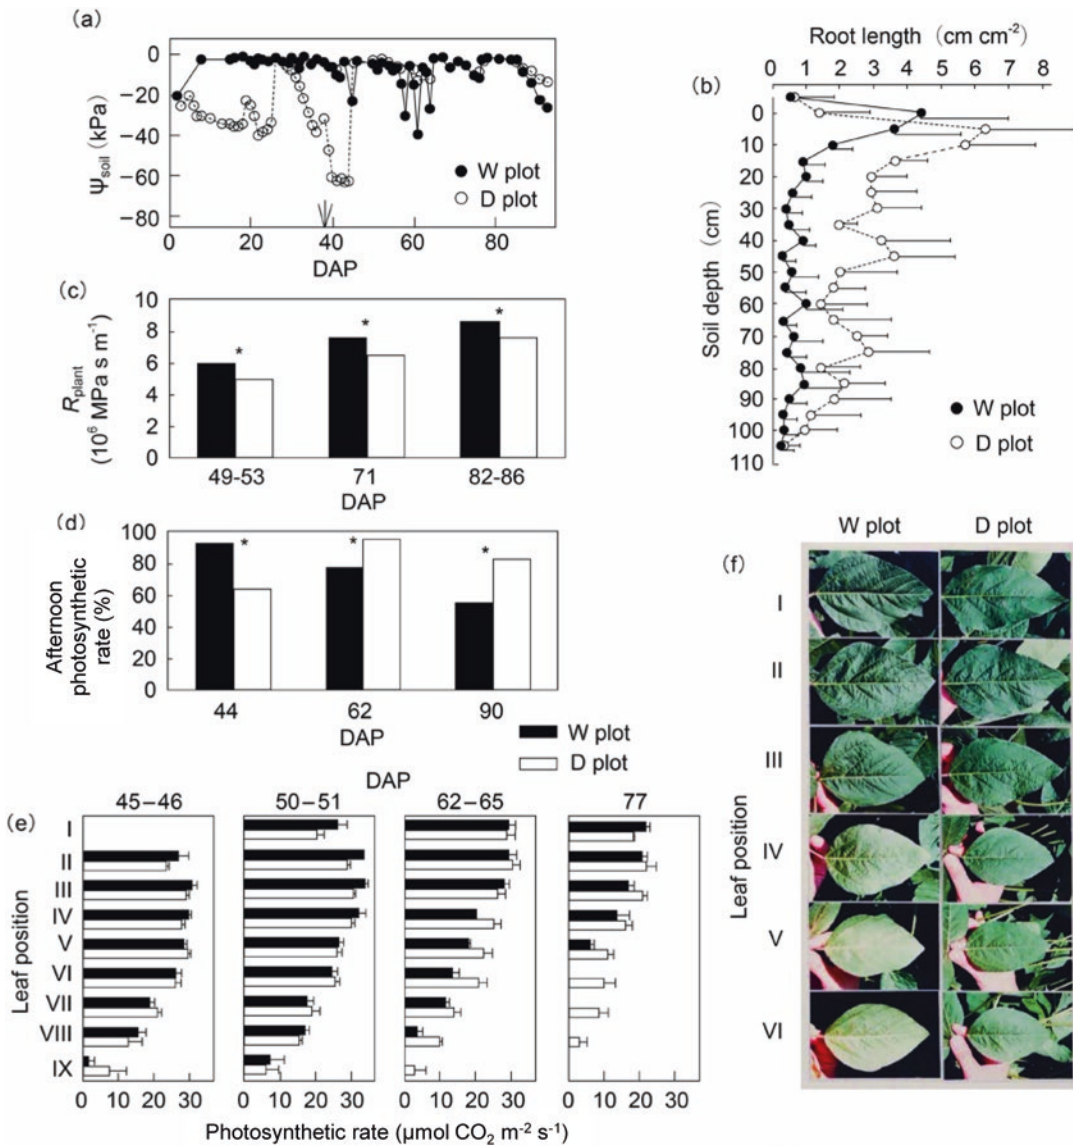 (a)
0
−20
−40
−60
−80
Ψsoil (kPa)
W plot
D plot
0 20 40 60 80
DAP
Root length (cm cm⁻²)
0 1 2 3 4 5 6 7 8
(b)
0
5
10
20
30
40
50
60
70
80
90
100
110
Soil depth (cm)
W plot
D plot
(c)
10
8
6
4
2
0
Rplant
(10⁶ MPa s m⁻¹)
* * *
49-53 71 82-86
DAP
(d)
100
80
60
40
20
0
Afternoon
photosynthetic
rate (%)
* * *
44 62 90
DAP
W plot
D plot
DAP
45–46 50–51 62–65 77
(e)
I
II
III
IV
V
VI
VII
VIII
IX
Leaf position
0 10 20 30 0 10 20 30 0 10 20 30 0 10 20 30
Photosynthetic rate (μmol CO₂ m⁻² s⁻¹)
W plot D plot
(f)
I
II
III
IV
V
VI
Leaf position